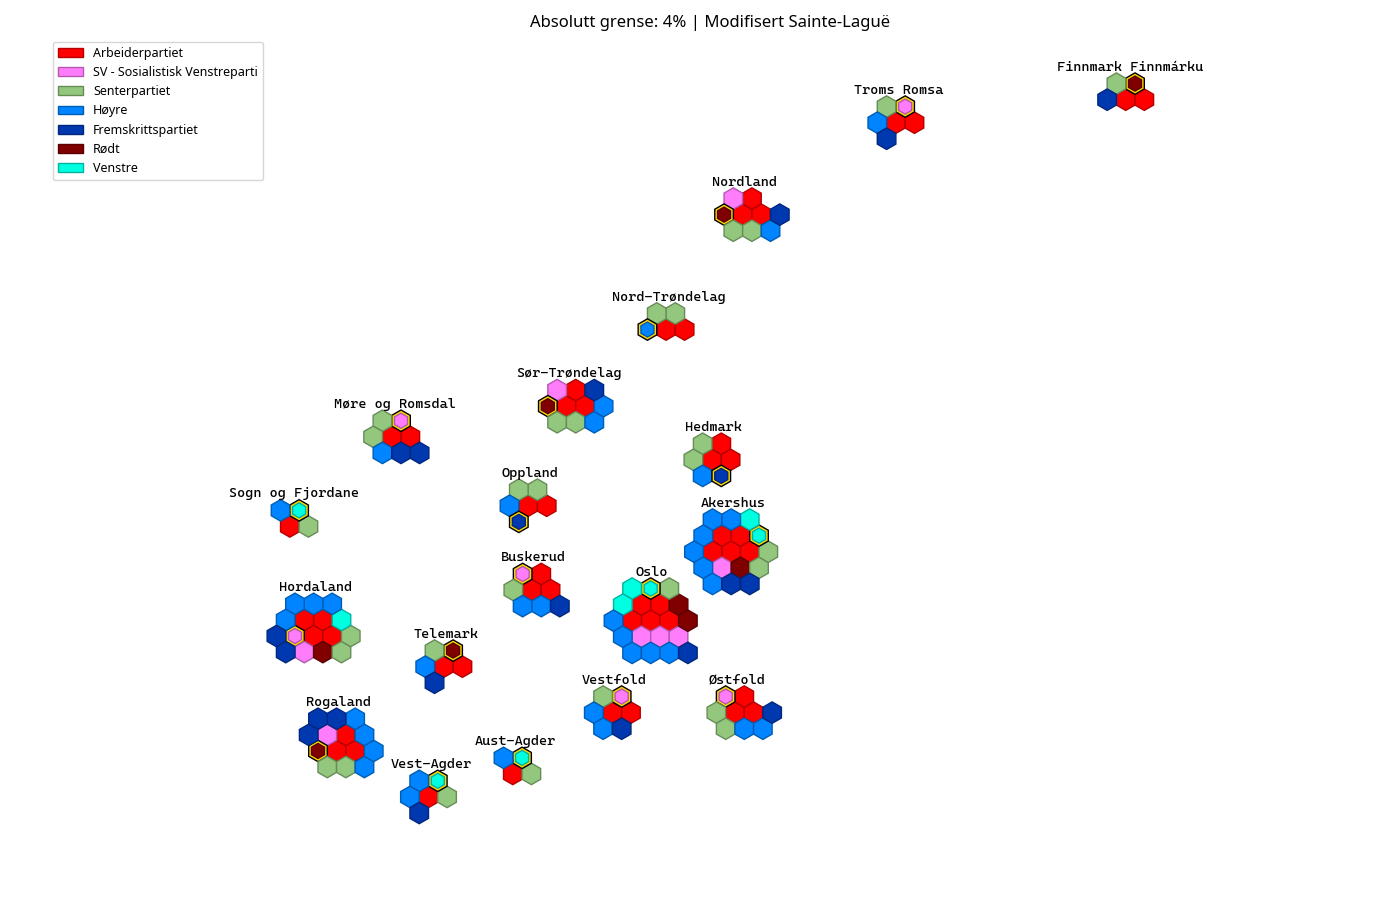 Absolutt grense: 4% | Modifisert Sainte-Laguë
Arbeiderpartiet
SV - Sosialistisk Venstreparti
Senterpartiet
Høyre
Fremskrittspartiet
Rødt
Venstre
Finnmark Finnmárku
Troms Romsa
Nordland
Nord-Trøndelag
Sør-Trøndelag
Møre og Romsdal
Hedmark
Oppland
Sogn og Fjordane
Akershus
Buskerud
Oslo
Hordaland
Telemark
Vestfold
Østfold
Rogaland
Aust-Agder
Vest-Agder